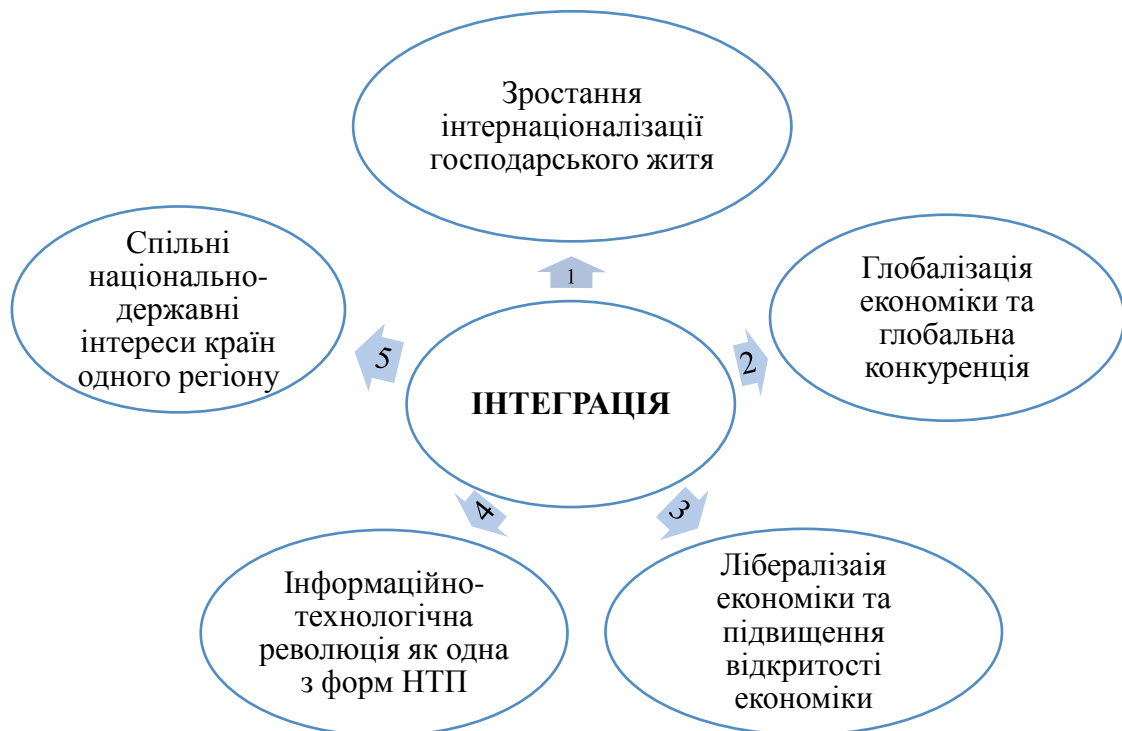 Зростання
інтернаціоналізації
господарського житя
1
Спільні
національно-
державні
інтереси країн
одного регіону
5
Глобалізація
економіки та
глобальна
конкуренція
2
ІНТЕГРАЦІЯ
4
3
Інформаційно-
технологічна
революція як одна
з форм НТП
Лібералізаія
економіки та
підвищення
відкритості
економіки